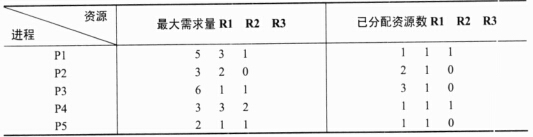 资源 最大需求量 R1 R2 R3 已分配资源数 R1 R2 R3
进程
P1 5 3 1 1 1 1
P2 3 2 0 2 1 0
P3 6 1 1 3 1 0
P4 3 3 2 1 1 1
P5 2 1 1 1 1 0